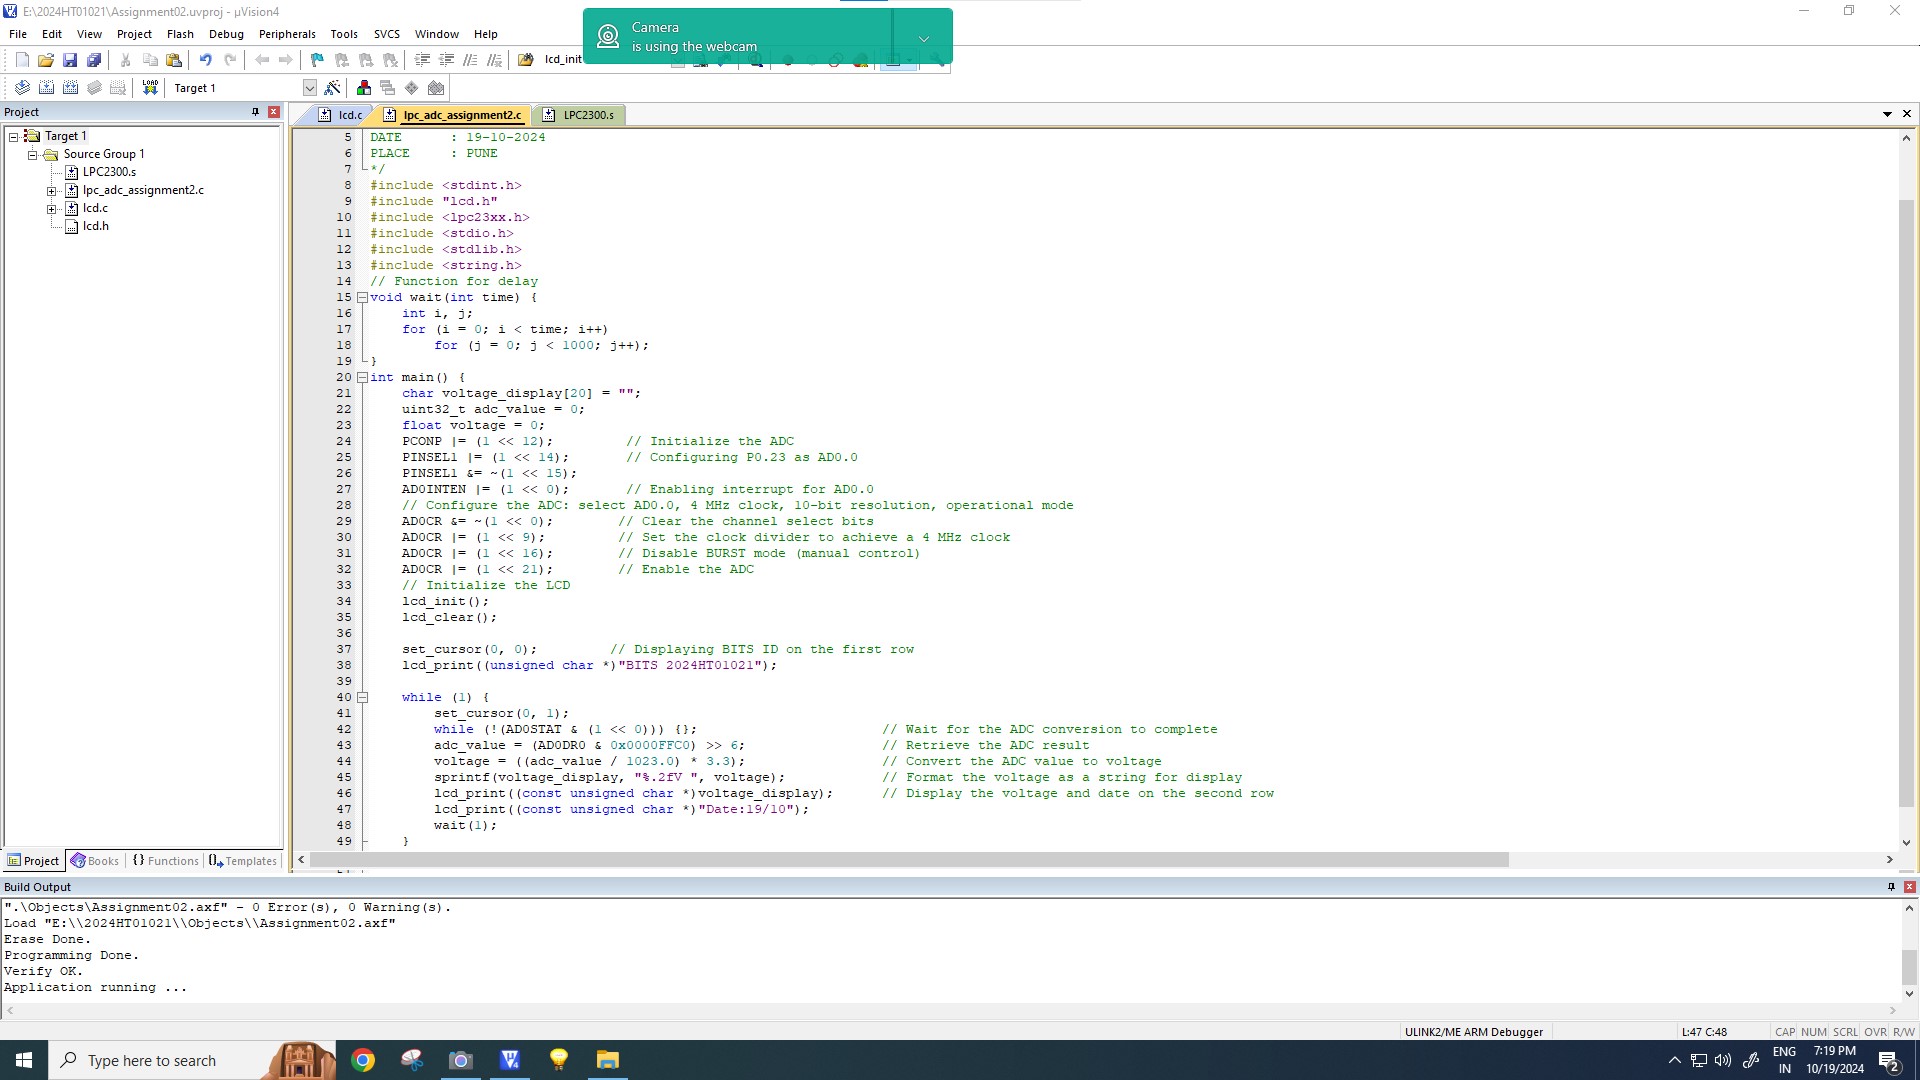 E:\2024HT01021\Assignment02.uvproj - µVision4
Camera
is using the webcam
File Edit View Project Flash Debug Peripherals Tools SVCS Window Help
lcd_init
LOAD
Target 1
Project
lcd.c
lpc_adc_assignment2.c
LPC2300.s
Target 1
Source Group 1
LPC2300.s
lpc_adc_assignment2.c
lcd.c
lcd.h
5 DATE : 19-10-2024
6 PLACE : PUNE
7 */
8 #include <stdint.h>
9 #include "lcd.h"
10 #include <lpc23xx.h>
11 #include <stdio.h>
12 #include <stdlib.h>
13 #include <string.h>
14 // Function for delay
15 void wait(int time) {
16 int i, j;
17 for (i = 0; i < time; i++)
18 for (j = 0; j < 1000; j++);
19 }
20 int main() {
21 char voltage_display[20] = "";
22 uint32_t adc_value = 0;
23 float voltage = 0;
24 PCONP |= (1 << 12); // Initialize the ADC
25 PINSEL1 |= (1 << 14); // Configuring P0.23 as AD0.0
26 PINSEL1 &= ~(1 << 15);
27 AD0INTEN |= (1 << 0); // Enabling interrupt for AD0.0
28 // Configure the ADC: select AD0.0, 4 MHz clock, 10-bit resolution, operational mode
29 AD0CR &= ~(1 << 0); // Clear the channel select bits
30 AD0CR |= (1 << 9); // Set the clock divider to achieve a 4 MHz clock
31 AD0CR |= (1 << 16); // Disable BURST mode (manual control)
32 AD0CR |= (1 << 21); // Enable the ADC
33 // Initialize the LCD
34 lcd_init();
35 lcd_clear();
36
37 set_cursor(0, 0); // Displaying BITS ID on the first row
38 lcd_print((unsigned char *)"BITS 2024HT01021");
39
40 while (1) {
41 set_cursor(0, 1);
42 while (!(AD0STAT & (1 << 0))) {}; // Wait for the ADC conversion to complete
43 adc_value = (AD0DR0 & 0x0000FFC0) >> 6; // Retrieve the ADC result
44 voltage = ((adc_value / 1023.0) * 3.3); // Convert the ADC value to voltage
45 sprintf(voltage_display, "%.2fV ", voltage); // Format the voltage as a string for display
46 lcd_print((const unsigned char *)voltage_display); // Display the voltage and date on the second row
47 lcd_print((const unsigned char *)"Date:19/10");
48 wait(1);
49 }
Project Books {} Functions Templates
Build Output
".\Objects\Assignment02.axf" - 0 Error(s), 0 Warning(s).
Load "E:\\2024HT01021\\Objects\\Assignment02.axf"
Erase Done.
Programming Done.
Verify OK.
Application running ...
ULINK2/ME ARM Debugger L:47 C:48 CAP NUM SCRL OVR R/W
Type here to search
ENG
IN
7:19 PM
10/19/2024
2